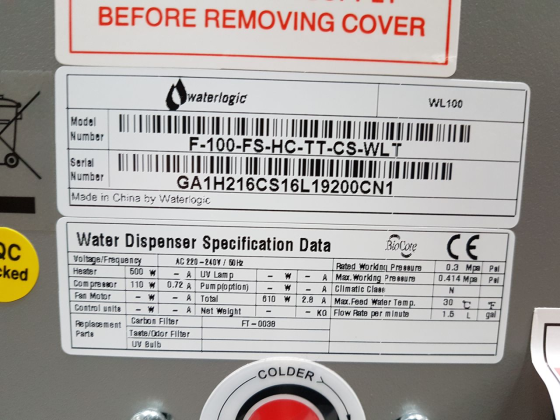 BEFORE REMOVING COVER
waterlogic
WL100
Model Number
F-100-FS-HC-TT-CS-WLT
Serial Number
GA1H216CS16L19200CN1
Made in China by Waterlogic
QC
cked
Water Dispenser Specification Data
BioCote
CE
Voltage/Frequency AC 220-240V / 50Hz
Heater 500 W - A UV Lamp - W - A
Compressor 110 W 0.72 A Pump(option) - W - A
Fan Motor - W - A Total 610 W 2.8 A
Control units - W - A Net Weight - - KG
Rated Working Pressure 0.3 Mpa Psi
Max.Working Pressure 0.414 Mpa Psi
Climatic Class N
Max.Feed Water Temp. 30 ℃ ℉
Flow Rate per minute 1.5 L gal
Replacement Parts
Carbon Filter FT-0038
Taste/Odor Filter
UV Bulb
COLDER >